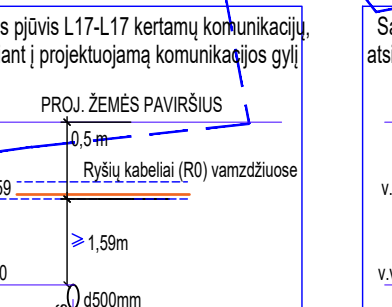 s pjūvis L17-L17 kertamų komunikacijų,
ant į projektuojamą komunikacijos gylį
PROJ. ŽEMĖS PAVIRŠIUS
0,5 m
Ryšių kabeliai (R0) vamzdžiuose
59
≥ 1,59m
0
d500mm
Sa
atsi
v.
v.v